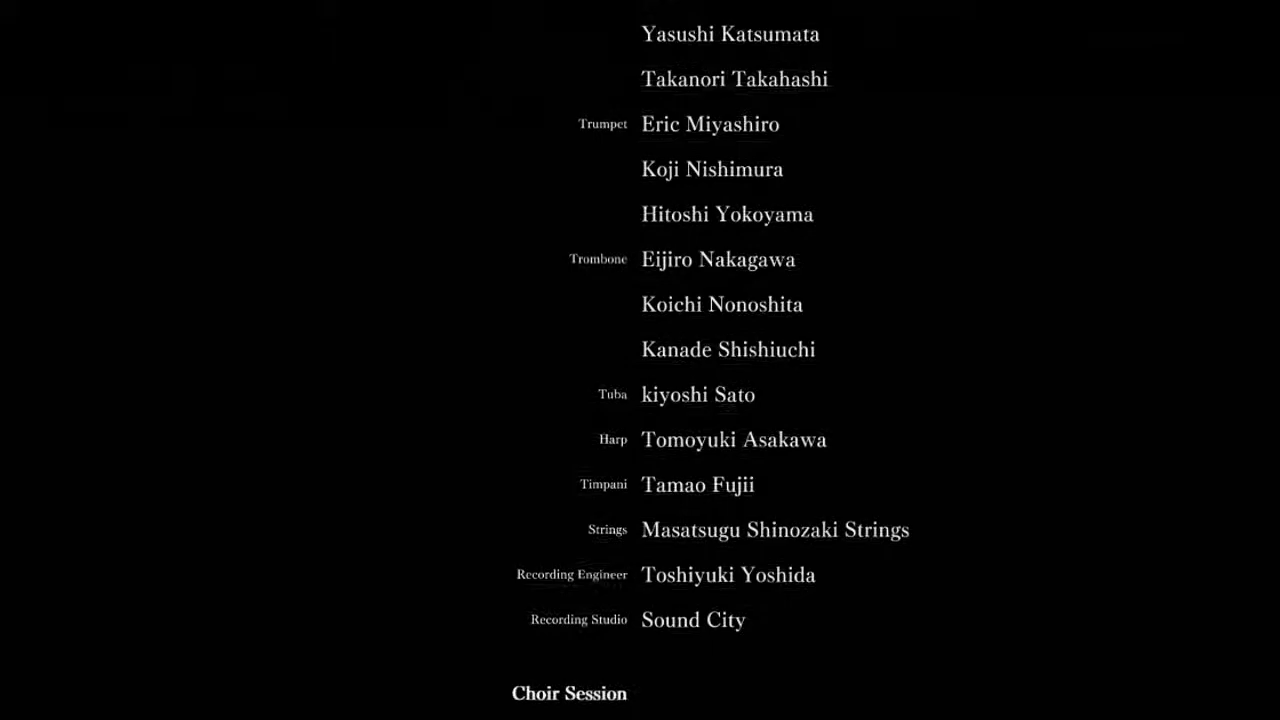 Yasushi Katsumata
Takanori Takahashi
Trumpet Eric Miyashiro
Koji Nishimura
Hitoshi Yokoyama
Trombone Eijiro Nakagawa
Koichi Nonoshita
Kanade Shishiuchi
Tuba kiyoshi Sato
Harp Tomoyuki Asakawa
Timpani Tamao Fujii
Strings Masatsugu Shinozaki Strings
Recording Engineer Toshiyuki Yoshida
Recording Studio Sound City
Choir Session